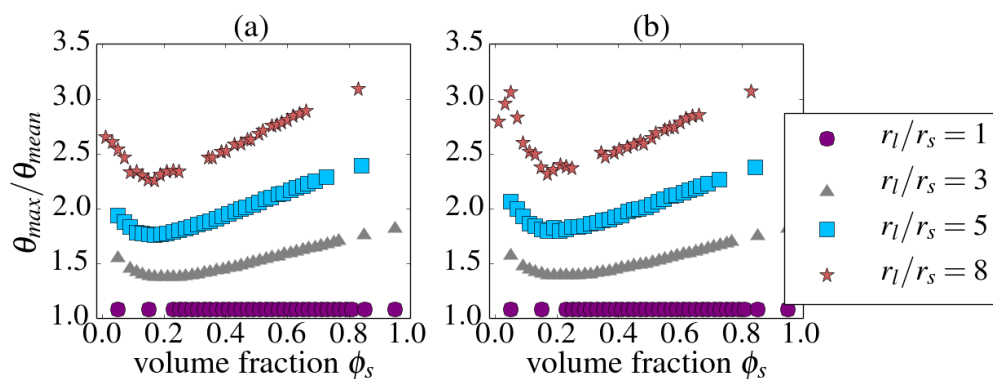 (a)
(b)
θmax/θmean
3.5
3.0
2.5
2.0
1.5
1.0
0.0 0.2 0.4 0.6 0.8 1.0
volume fraction ϕs
3.5
3.0
2.5
2.0
1.5
1.0
0.0 0.2 0.4 0.6 0.8 1.0
volume fraction ϕs
rl/rs = 1
rl/rs = 3
rl/rs = 5
rl/rs = 8